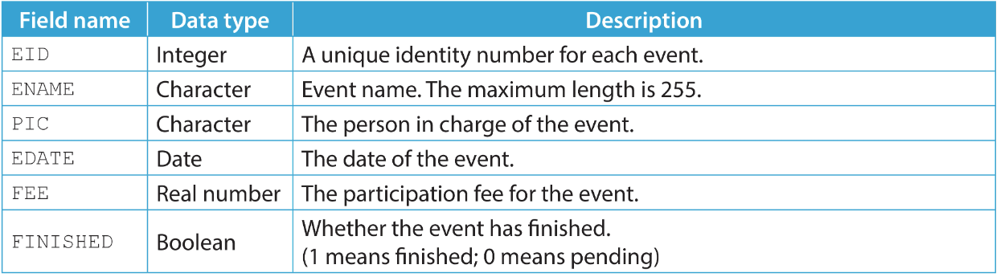 Field name Data type Description
EID Integer A unique identity number for each event.
ENAME Character Event name. The maximum length is 255.
PIC Character The person in charge of the event.
EDATE Date The date of the event.
FEE Real number The participation fee for the event.
FINISHED Boolean Whether the event has finished.
(1 means finished; 0 means pending)